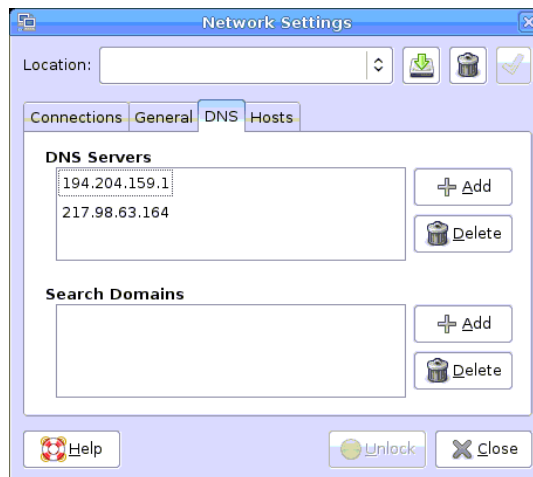 Network Settings
Location:
Connections General DNS Hosts
DNS Servers
194.204.159.1
217.98.63.164
Add
Delete
Search Domains
Add
Delete
Help
Unlock
Close